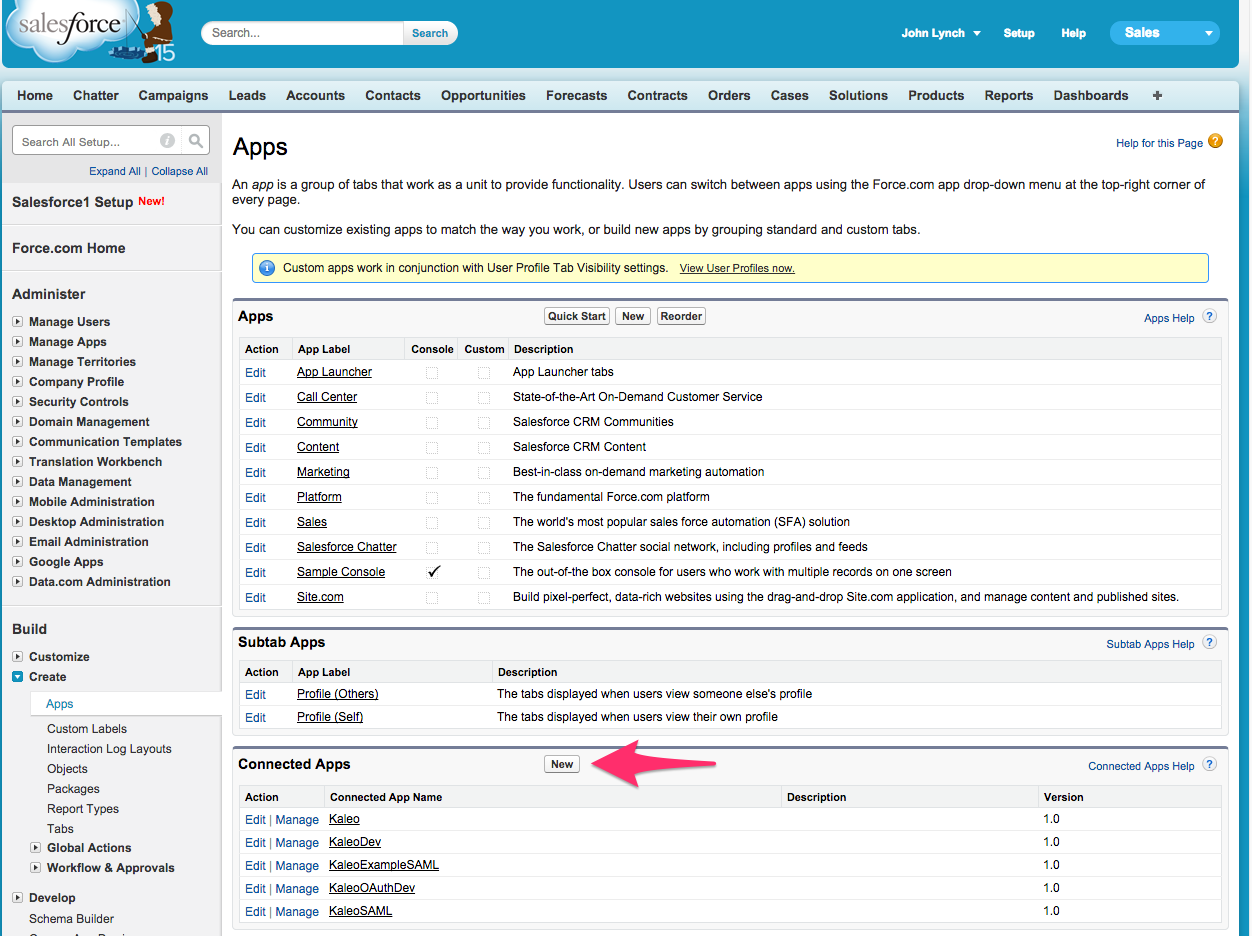 salesforce
15
Search...
Search
John Lynch
Setup
Help
Sales
Home Chatter Campaigns Leads Accounts Contacts Opportunities Forecasts Contracts Orders Cases Solutions Products Reports Dashboards +
Search All Setup...
Expand All | Collapse All
Salesforce1 Setup New!
Force.com Home
Administer
Manage Users
Manage Apps
Manage Territories
Company Profile
Security Controls
Domain Management
Communication Templates
Translation Workbench
Data Management
Mobile Administration
Desktop Administration
Email Administration
Google Apps
Data.com Administration
Build
Customize
Create
Apps
Custom Labels
Interaction Log Layouts
Objects
Packages
Report Types
Tabs
Global Actions
Workflow & Approvals
Develop
Schema Builder
Apps
Help for this Page ?
An app is a group of tabs that work as a unit to provide functionality. Users can switch between apps using the Force.com app drop-down menu at the top-right corner of
every page.
You can customize existing apps to match the way you work, or build new apps by grouping standard and custom tabs.
Custom apps work in conjunction with User Profile Tab Visibility settings. View User Profiles now.
Apps Quick Start New Reorder Apps Help ?
Action App Label Console Custom Description
Edit App Launcher App Launcher tabs
Edit Call Center State-of-the-Art On-Demand Customer Service
Edit Community Salesforce CRM Communities
Edit Content Salesforce CRM Content
Edit Marketing Best-in-class on-demand marketing automation
Edit Platform The fundamental Force.com platform
Edit Sales The world's most popular sales force automation (SFA) solution
Edit Salesforce Chatter The Salesforce Chatter social network, including profiles and feeds
Edit Sample Console The out-of-the box console for users who work with multiple records on one screen
Edit Site.com Build pixel-perfect, data-rich websites using the drag-and-drop Site.com application, and manage content and published sites.
Subtab Apps Subtab Apps Help ?
Action App Label Description
Edit Profile (Others) The tabs displayed when users view someone else's profile
Edit Profile (Self) The tabs displayed when users view their own profile
Connected Apps New Connected Apps Help ?
Action Connected App Name Description Version
Edit | Manage Kaleo 1.0
Edit | Manage KaleoDev 1.0
Edit | Manage KaleoExampleSAML 1.0
Edit | Manage KaleoOAuthDev 1.0
Edit | Manage KaleoSAML 1.0